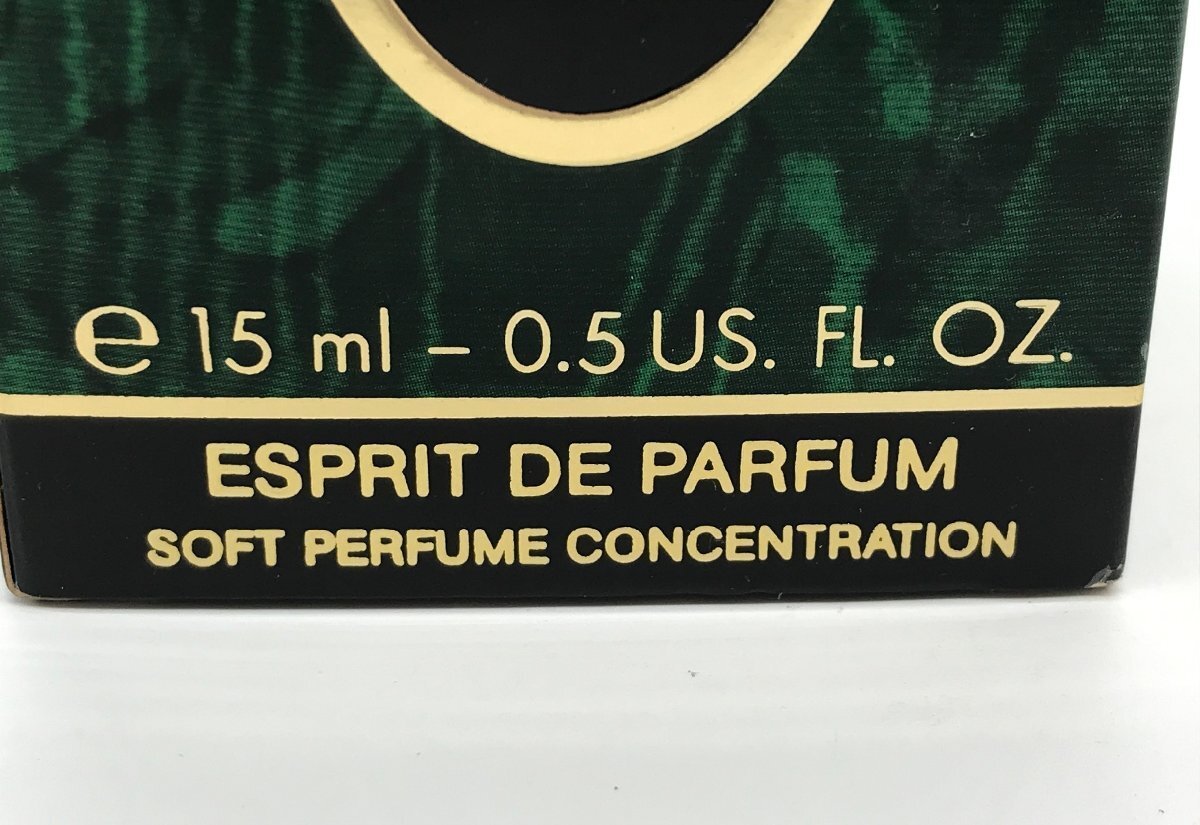 ℮ 15 ml – 0.5 US. FL. OZ.
ESPRIT DE PARFUM
SOFT PERFUME CONCENTRATION